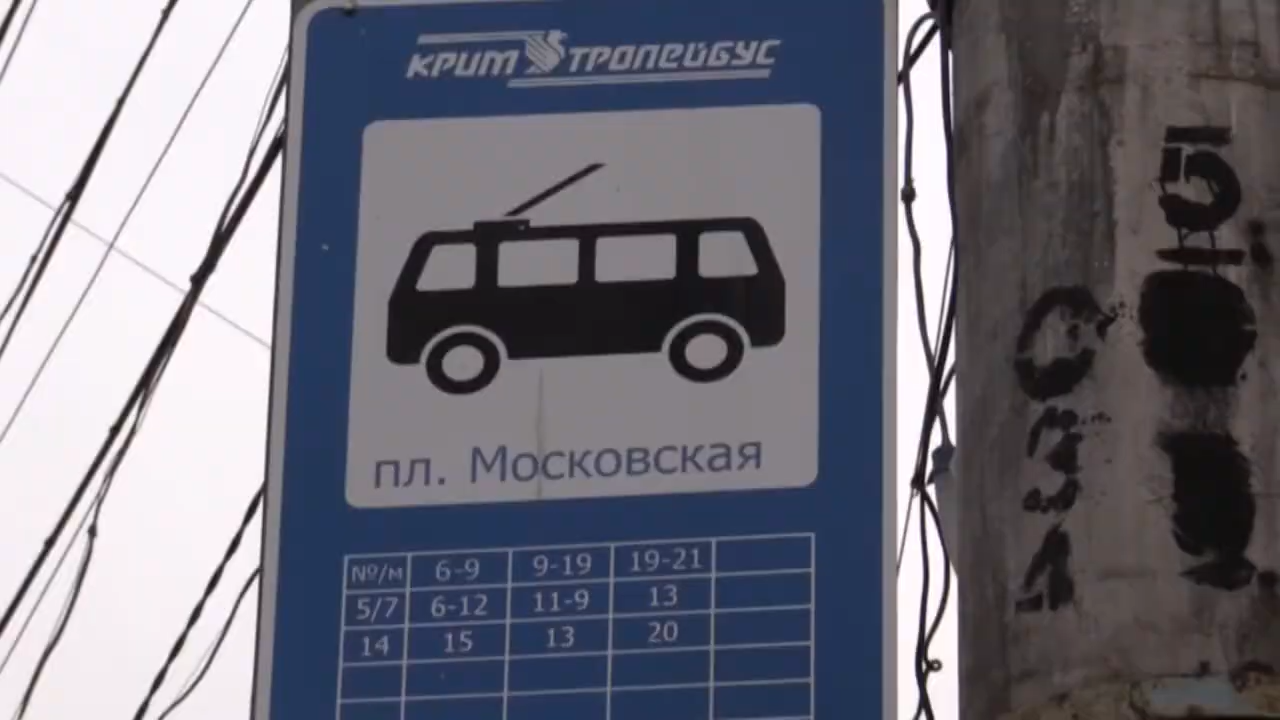 КРИМ ТРОЛЕЙБУС
пл. Московская
№/м 6-9 9-19 19-21
5/7 6-12 11-9 13
14 15 13 20
5